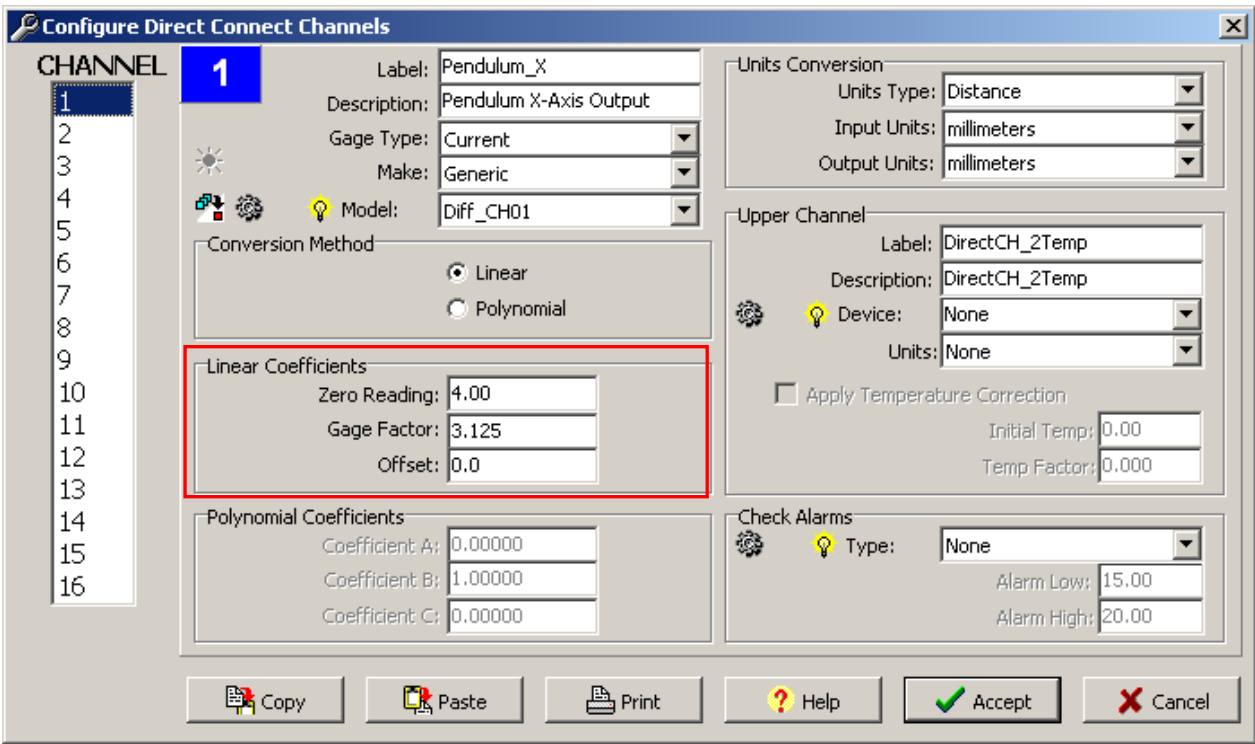 Configure Direct Connect Channels
CHANNEL
1
2
3
4
5
6
7
8
9
10
11
12
13
14
15
16
1
Label: Pendulum_X
Description: Pendulum X-Axis Output
Gage Type: Current
Make: Generic
Model: Diff_CH01
Conversion Method
Linear
Polynomial
Linear Coefficients
Zero Reading: 4.00
Gage Factor: 3.125
Offset: 0.0
Polynomial Coefficients
Coefficient A: 0.00000
Coefficient B: 1.00000
Coefficient C: 0.00000
Units Conversion
Units Type: Distance
Input Units: millimeters
Output Units: millimeters
Upper Channel
Label: DirectCH_2Temp
Description: DirectCH_2Temp
Device: None
Units: None
Apply Temperature Correction
Initial Temp: 0.00
Temp Factor: 0.000
Check Alarms
Type: None
Alarm Low: 15.00
Alarm High: 20.00
Copy
Paste
Print
? Help
Accept
Cancel